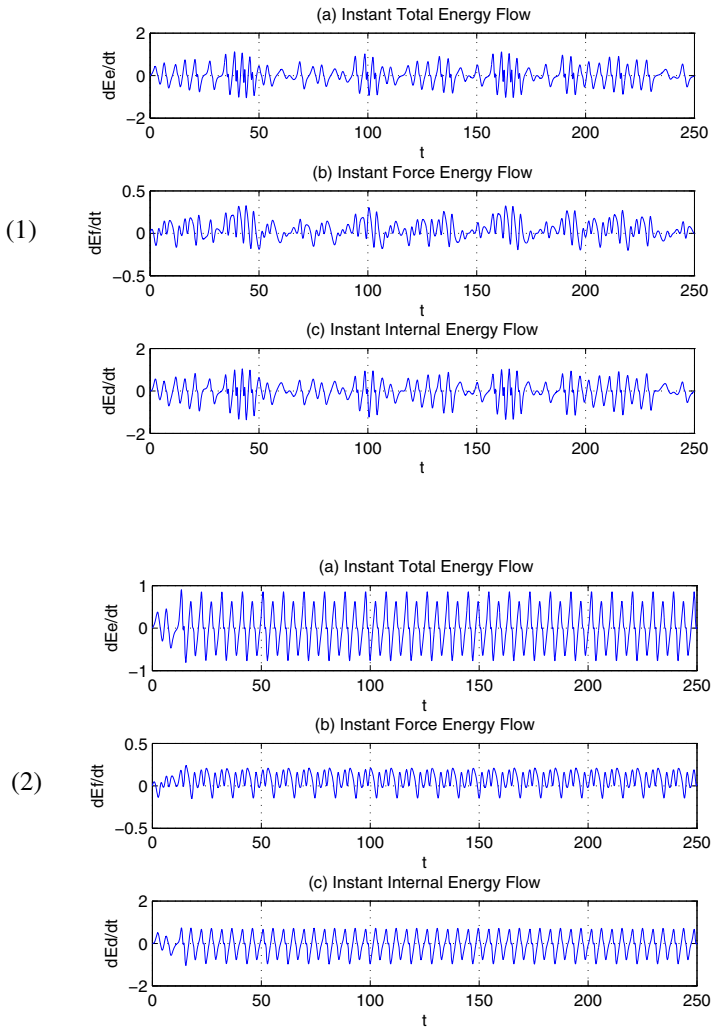 (a) Instant Total Energy Flow
2
0
−2
dEe/dt
0 50 100 150 200 250
t
(1)
(b) Instant Force Energy Flow
0.5
0
−0.5
dEf/dt
0 50 100 150 200 250
t
(c) Instant Internal Energy Flow
2
0
−2
dEd/dt
0 50 100 150 200 250
t
(a) Instant Total Energy Flow
1
0
−1
dEe/dt
0 50 100 150 200 250
t
(2)
(b) Instant Force Energy Flow
0.5
0
−0.5
dEf/dt
0 50 100 150 200 250
t
(c) Instant Internal Energy Flow
2
0
−2
dEd/dt
0 50 100 150 200 250
t